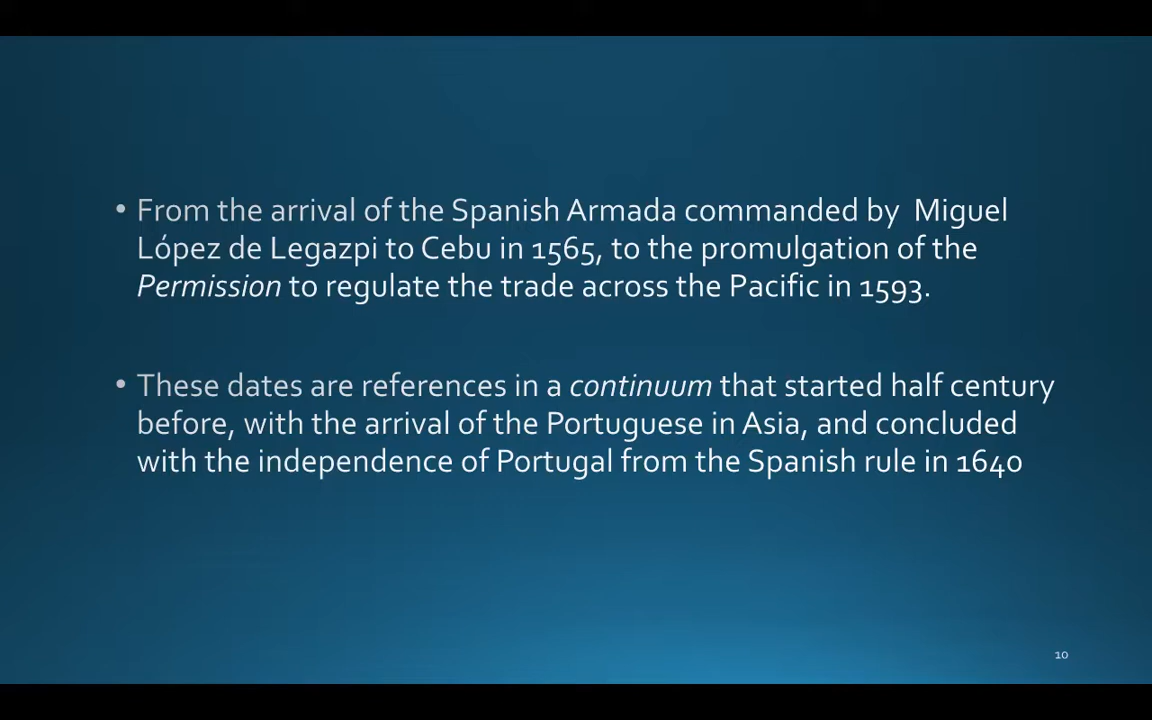 • From the arrival of the Spanish Armada commanded by  Miguel
López de Legazpi to Cebu in 1565, to the promulgation of the
Permission to regulate the trade across the Pacific in 1593.
• These dates are references in a continuum that started half century
before, with the arrival of the Portuguese in Asia, and concluded
with the independence of Portugal from the Spanish rule in 1640
10